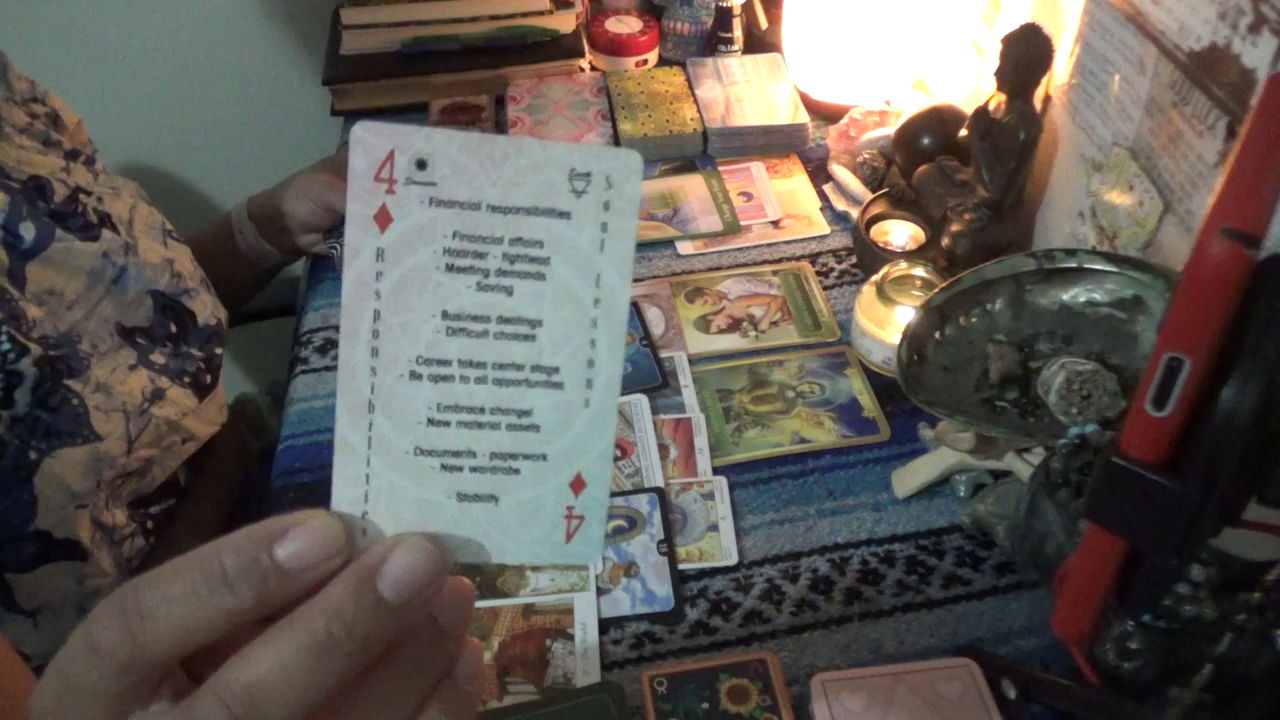 4
- Financial responsibilities
- Financial affairs
- Hoarder - tightwad
- Meeting demands
- Saving
- Business dealings
- Difficult choices
- Career takes center stage
- Be open to all opportunities
- Embrace change!
- New material assets
- Documents - paperwork
- New wardrobe
- Stability
4
Responsibilitie
Soul lessons